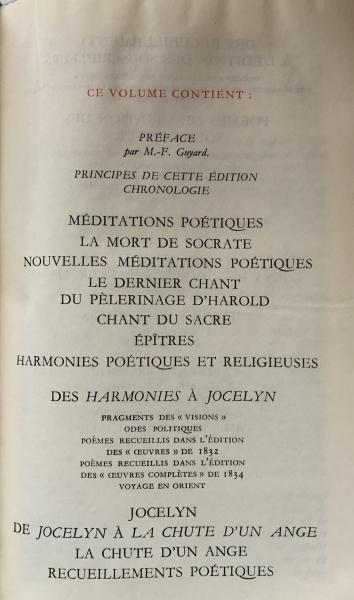 CE VOLUME CONTIENT :
PRÉFACE
par M.-F. Guyard.
PRINCIPES DE CETTE ÉDITION
CHRONOLOGIE
MÉDITATIONS POÉTIQUES
LA MORT DE SOCRATE
NOUVELLES MÉDITATIONS POÉTIQUES
LE DERNIER CHANT
DU PÈLERINAGE D'HAROLD
CHANT DU SACRE
ÉPÎTRES
HARMONIES POÉTIQUES ET RELIGIEUSES
DES HARMONIES À JOCELYN
FRAGMENTS DES « VISIONS »
ODES POLITIQUES
POÈMES RECUEILLIS DANS L'ÉDITION
DES « ŒUVRES » DE 1832
POÈMES RECUEILLIS DANS L'ÉDITION
DES « ŒUVRES COMPLÈTES » DE 1834
VOYAGE EN ORIENT
JOCELYN
DE JOCELYN À LA CHUTE D'UN ANGE
LA CHUTE D'UN ANGE
RECUEILLEMENTS POÉTIQUES